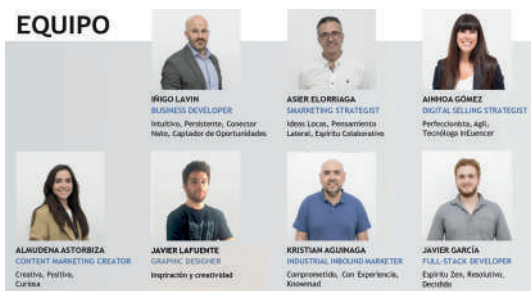 EQUIPO
IÑIGO LAVIN
BUSINESS DEVELOPER
Intuitivo, Persistente, Conector
Nato, Captador de Oportunidades
ASIER ELORRIAGA
SMARKETING STRATEGIST
Ideas Locas, Pensamiento
Lateral, Espíritu Colaborativo
AINHOA GÓMEZ
DIGITAL SELLING STRATEGIST
Perfeccionista, Agil,
Tecnóloga InEuencer
ALMUDENA ASTORBIZA
CONTENT MARKETING CREATOR
Creativa, Positiva,
Curiosa
JAVIER LAFUENTE
GRAPHIC DESIGNER
Inspiración y creatividad
KRISTIAN AGUINAGA
INDUSTRIAL INBOUND MARKETER
Comprometido, Con Experiencia,
Knowmad
JAVIER GARCÍA
FULL-STACK DEVELOPER
Espíritu Zen, Resolutivo,
Decidido